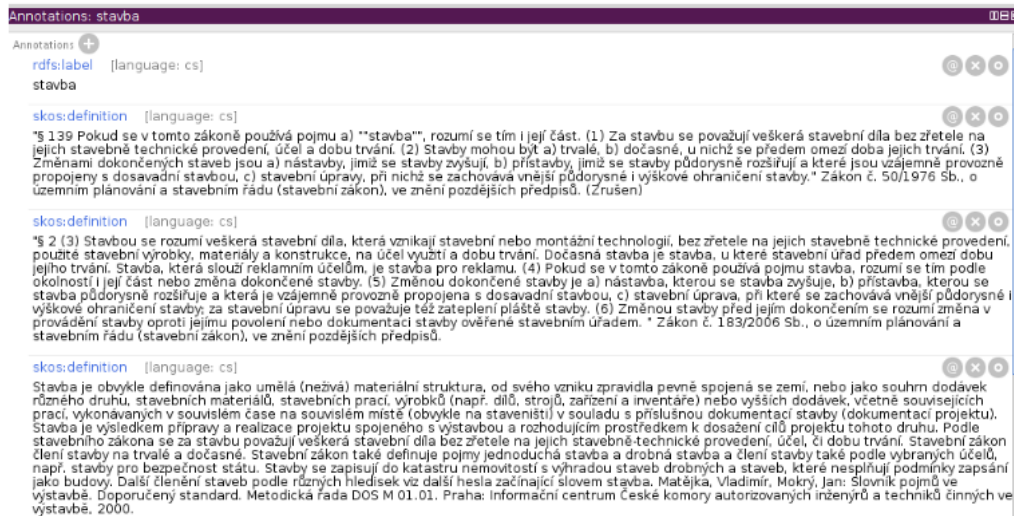 Annotations: stavba
Annotations
rdfs:label [language: cs]
stavba
skos:definition [language: cs]
"§ 139 Pokud se v tomto zákoně používá pojmu a) ""stavba"", rozumí se tím i její část. (1) Za stavbu se považují veškerá stavební díla bez zřetele na
jejich stavebně technické provedení, účel a dobu trvání. (2) Stavby mohou být a) trvalé, b) dočasné, u nichž se předem omezí doba jejich trvání. (3)
Změnami dokončených staveb jsou a) nástavby, jimiž se stavby zvyšují, b) přístavby, jimiž se stavby půdorysně rozšiřují a které jsou vzájemně provozně
propojeny s dosavadní stavbou, c) stavební úpravy, při nichž se zachovává vnější půdorysné i výškové ohraničení stavby." Zákon č. 50/1976 Sb., o
územním plánování a stavebním řádu (stavební zákon), ve znění pozdějších předpisů. (Zrušen)
skos:definition [language: cs]
"§ 2 (3) Stavbou se rozumí veškerá stavební díla, která vznikají stavební nebo montážní technologií, bez zřetele na jejich stavebně technické provedení,
použité stavební výrobky, materiály a konstrukce, na účel využití a dobu trvání. Dočasná stavba je stavba, u které stavební úřad předem omezí dobu
jejího trvání. Stavba, která slouží reklamním účelům, je stavba pro reklamu. (4) Pokud se v tomto zákoně používá pojmu stavba, rozumí se tím podle
okolností i její část nebo změna dokončené stavby. (5) Změnou dokončené stavby je a) nástavba, kterou se stavba zvyšuje, b) přístavba, kterou se
stavba půdorysně rozšiřuje a která je vzájemně provozně propojena s dosavadní stavbou, c) stavební úprava, při které se zachovává vnější půdorysné i
výškové ohraničení stavby; za stavební úpravu se považuje též zateplení pláště stavby. (6) Změnou stavby před jejím dokončením se rozumí změna v
provádění stavby oproti jejímu povolení nebo dokumentaci stavby ověřené stavebním úřadem. " Zákon č. 183/2006 Sb., o územním plánování a
stavebním řádu (stavební zákon), ve znění pozdějších předpisů.
skos:definition [language: cs]
Stavba je obvykle definována jako umělá (neživá) materiální struktura, od svého vzniku zpravidla pevně spojená se zemí, nebo jako souhrn dodávek
různého druhu, stavebních materiálů, stavebních prací, výrobků (např. dílů, strojů, zařízení a inventáře) nebo vyšších dodávek, včetně souvisejících
prací, vykonávaných v souvislém čase na souvislém místě (obvykle na staveništi) v souladu s příslušnou dokumentací stavby (dokumentací projektu).
Stavba je výsledkem přípravy a realizace projektu spojeného s výstavbou a rozhodujícím prostředkem k dosažení cílů projektu tohoto druhu. Podle
stavebního zákona se za stavbu považují veškerá stavební díla bez zřetele na jejich stavebně-technické provedení, účel, či dobu trvání. Stavební zákon
člení stavby na trvalé a dočasné. Stavební zákon také definuje pojmy jednoduchá stavba a drobná stavba a člení stavby také podle vybraných účelů,
např. stavby pro bezpečnost státu. Stavby se zapisují do katastru nemovitostí s výhradou staveb drobných a staveb, které nesplňují podmínky zapsání
jako budovy. Další členění staveb podle různých hledisek viz další hesla začínající slovem stavba. Matějka, Vladimír, Mokrý, Jan: Slovník pojmů ve
výstavbě. Doporučený standard. Metodická řada DOS M 01.01. Praha: Informační centrum České komory autorizovaných inženýrů a techniků činných ve
výstavbě, 2000.